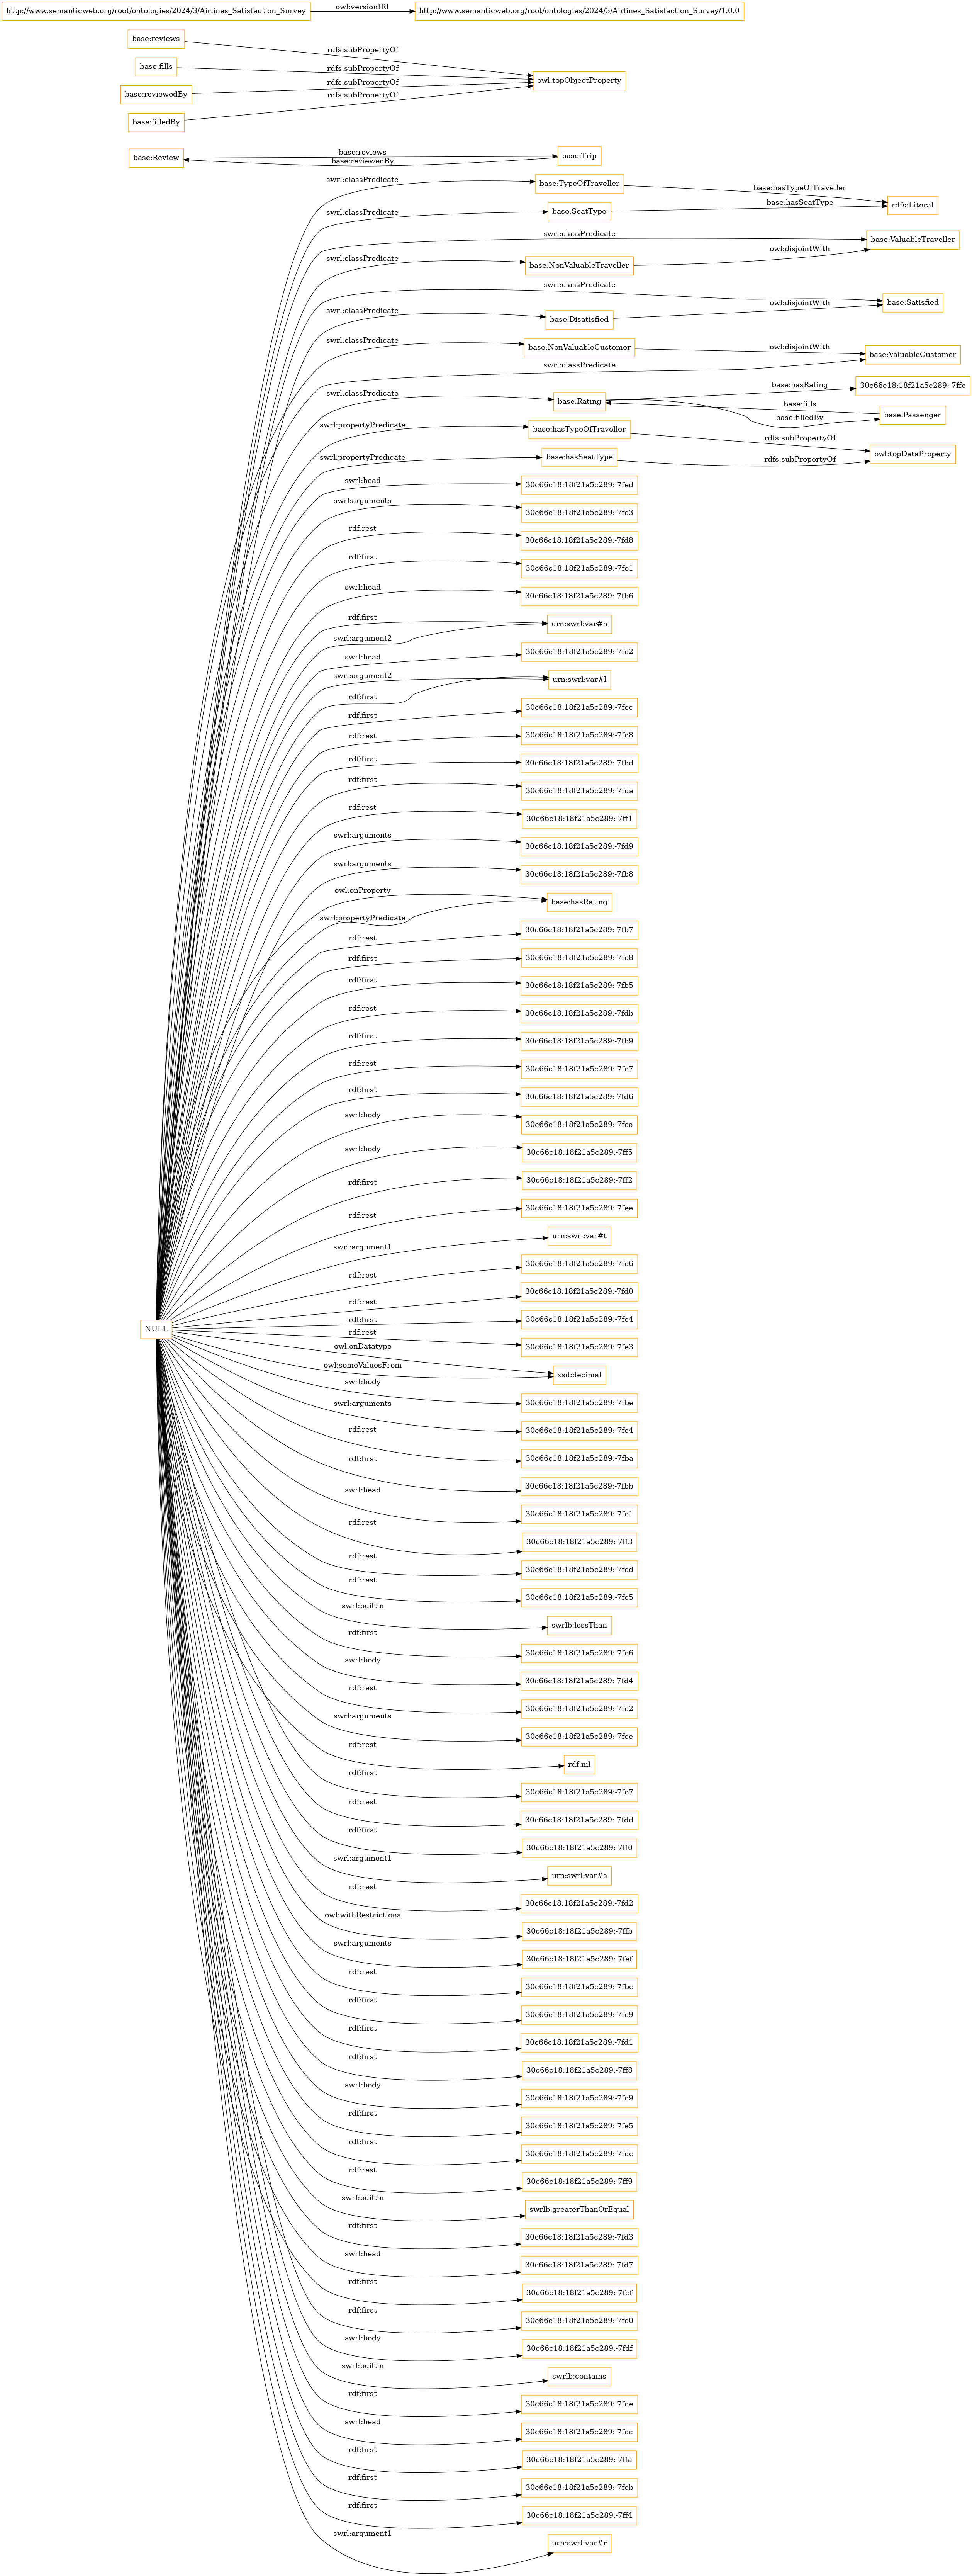 http://www.semanticweb.org/root/ontologies/2024/3/Airlines_Satisfaction_Survey owl:versionIRI http://www.semanticweb.org/root/ontologies/2024/3/Airlines_Satisfaction_Survey/1.0.0
base:reviews rdfs:subPropertyOf
base:fills rdfs:subPropertyOf owl:topObjectProperty
base:reviewedBy rdfs:subPropertyOf
base:filledBy rdfs:subPropertyOf
base:Review base:reviews base:Trip
base:reviewedBy
swrl:classPredicate base:TypeOfTraveller base:hasTypeOfTraveller
swrl:classPredicate base:SeatType base:hasSeatType rdfs:Literal
swrl:classPredicate base:ValuableTraveller
swrl:classPredicate base:NonValuableTraveller owl:disjointWith
swrl:classPredicate base:Satisfied
swrl:classPredicate base:Disatisfied owl:disjointWith
swrl:classPredicate base:NonValuableCustomer owl:disjointWith base:ValuableCustomer
swrl:classPredicate
swrl:classPredicate base:Rating base:hasRating 30c66c18:18f21a5c289:-7ffc
base:fills base:Passenger
base:filledBy
swrl:propertyPredicate base:hasTypeOfTraveller rdfs:subPropertyOf
swrl:propertyPredicate base:hasSeatType rdfs:subPropertyOf owl:topDataProperty
swrl:head 30c66c18:18f21a5c289:-7fed
swrl:arguments 30c66c18:18f21a5c289:-7fc3
rdf:rest 30c66c18:18f21a5c289:-7fd8
rdf:first 30c66c18:18f21a5c289:-7fe1
swrl:head 30c66c18:18f21a5c289:-7fb6
rdf:first urn:swrl:var#n
swrl:argument2
swrl:head 30c66c18:18f21a5c289:-7fe2
swrl:argument2 urn:swrl:var#l
rdf:first
rdf:first 30c66c18:18f21a5c289:-7fec
rdf:rest 30c66c18:18f21a5c289:-7fe8
rdf:first 30c66c18:18f21a5c289:-7fbd
rdf:first 30c66c18:18f21a5c289:-7fda
rdf:rest 30c66c18:18f21a5c289:-7ff1
swrl:arguments 30c66c18:18f21a5c289:-7fd9
swrl:arguments 30c66c18:18f21a5c289:-7fb8
owl:onProperty base:hasRating
swrl:propertyPredicate
rdf:rest 30c66c18:18f21a5c289:-7fb7
rdf:first 30c66c18:18f21a5c289:-7fc8
rdf:first 30c66c18:18f21a5c289:-7fb5
rdf:rest 30c66c18:18f21a5c289:-7fdb
rdf:first 30c66c18:18f21a5c289:-7fb9
rdf:rest 30c66c18:18f21a5c289:-7fc7
rdf:first 30c66c18:18f21a5c289:-7fd6
swrl:body 30c66c18:18f21a5c289:-7fea
swrl:body 30c66c18:18f21a5c289:-7ff5
rdf:first 30c66c18:18f21a5c289:-7ff2
rdf:rest 30c66c18:18f21a5c289:-7fee
swrl:argument1 urn:swrl:var#t
rdf:rest 30c66c18:18f21a5c289:-7fe6
rdf:rest 30c66c18:18f21a5c289:-7fd0
NULL rdf:first 30c66c18:18f21a5c289:-7fc4
rdf:rest 30c66c18:18f21a5c289:-7fe3
owl:onDatatype
owl:someValuesFrom xsd:decimal
swrl:body 30c66c18:18f21a5c289:-7fbe
swrl:arguments 30c66c18:18f21a5c289:-7fe4
rdf:rest 30c66c18:18f21a5c289:-7fba
rdf:first 30c66c18:18f21a5c289:-7fbb
swrl:head 30c66c18:18f21a5c289:-7fc1
rdf:rest 30c66c18:18f21a5c289:-7ff3
rdf:rest 30c66c18:18f21a5c289:-7fcd
rdf:rest 30c66c18:18f21a5c289:-7fc5
swrl:builtin swrlb:lessThan
rdf:first 30c66c18:18f21a5c289:-7fc6
swrl:body 30c66c18:18f21a5c289:-7fd4
rdf:rest 30c66c18:18f21a5c289:-7fc2
swrl:arguments 30c66c18:18f21a5c289:-7fce
rdf:rest rdf:nil
rdf:first 30c66c18:18f21a5c289:-7fe7
rdf:rest 30c66c18:18f21a5c289:-7fdd
rdf:first 30c66c18:18f21a5c289:-7ff0
swrl:argument1 urn:swrl:var#s
rdf:rest 30c66c18:18f21a5c289:-7fd2
owl:withRestrictions 30c66c18:18f21a5c289:-7ffb
swrl:arguments 30c66c18:18f21a5c289:-7fef
rdf:rest 30c66c18:18f21a5c289:-7fbc
rdf:first 30c66c18:18f21a5c289:-7fe9
rdf:first 30c66c18:18f21a5c289:-7fd1
rdf:first 30c66c18:18f21a5c289:-7ff8
swrl:body 30c66c18:18f21a5c289:-7fc9
rdf:first 30c66c18:18f21a5c289:-7fe5
rdf:first 30c66c18:18f21a5c289:-7fdc
rdf:rest 30c66c18:18f21a5c289:-7ff9
swrl:builtin swrlb:greaterThanOrEqual
rdf:first 30c66c18:18f21a5c289:-7fd3
swrl:head 30c66c18:18f21a5c289:-7fd7
rdf:first 30c66c18:18f21a5c289:-7fcf
rdf:first 30c66c18:18f21a5c289:-7fc0
swrl:body 30c66c18:18f21a5c289:-7fdf
swrl:builtin swrlb:contains
rdf:first 30c66c18:18f21a5c289:-7fde
swrl:head 30c66c18:18f21a5c289:-7fcc
rdf:first 30c66c18:18f21a5c289:-7ffa
rdf:first 30c66c18:18f21a5c289:-7fcb
rdf:first 30c66c18:18f21a5c289:-7ff4
swrl:argument1 urn:swrl:var#r